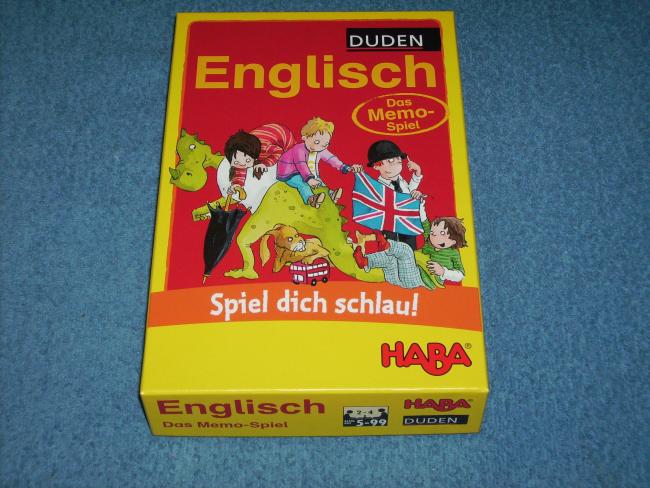 DUDEN
Englisch
Das
Memo-
Spiel
Spiel dich schlau!
HABA®
Englisch
Das Memo-Spiel
2-4
5-99
HABA®
DUDEN